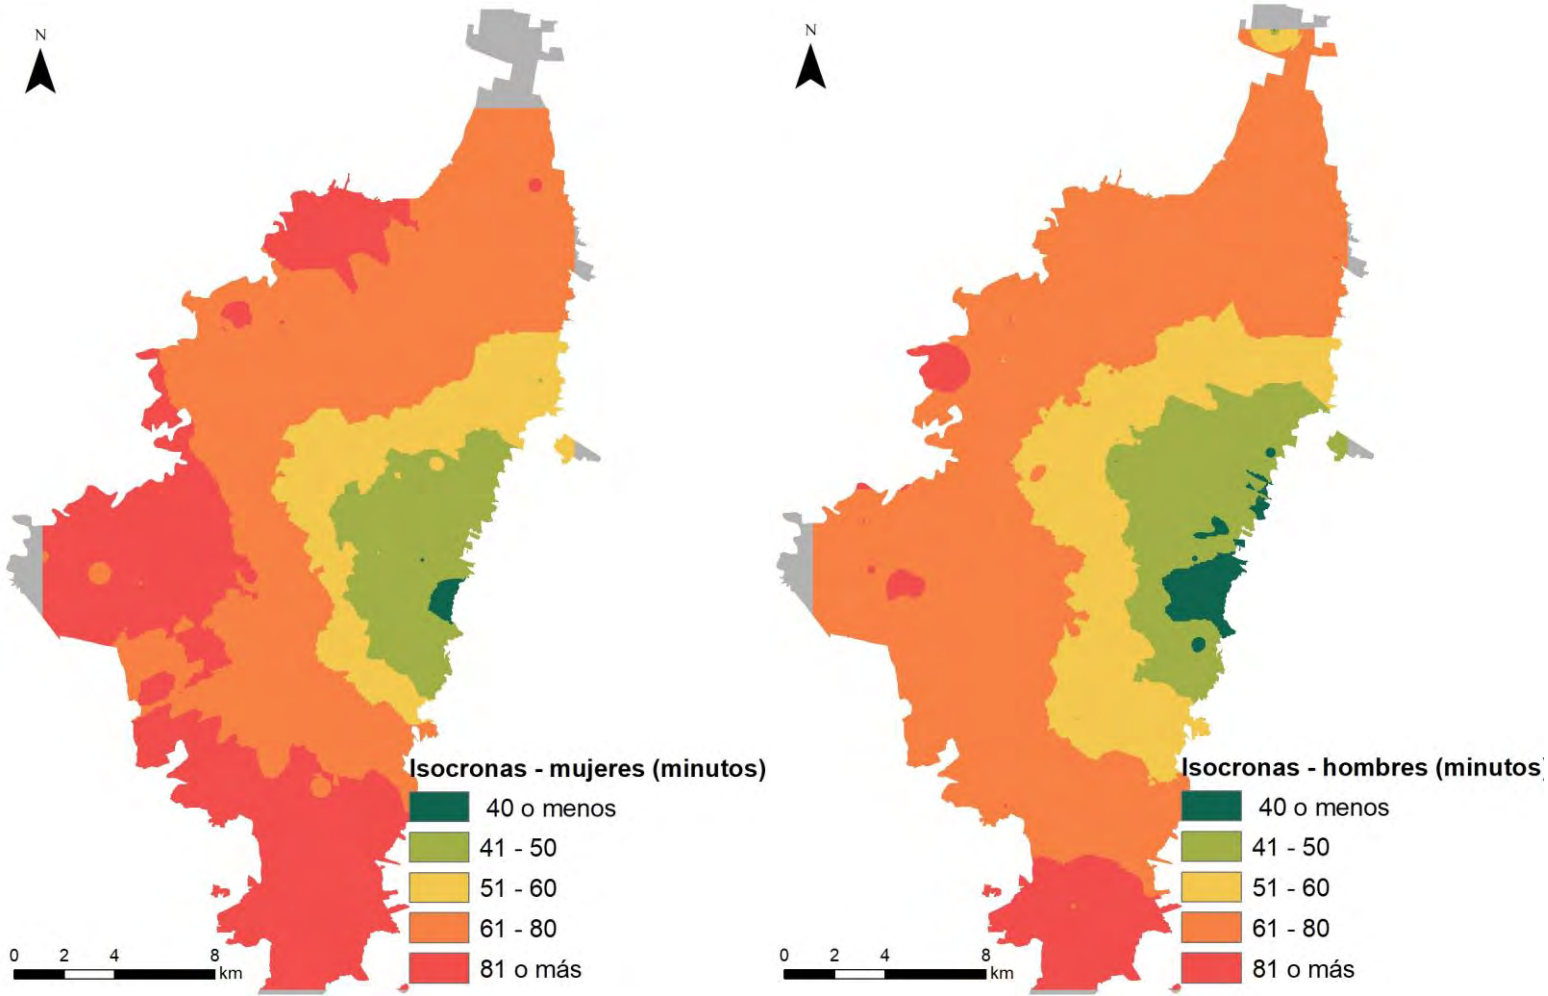 N
Isocronas - mujeres (minutos)
40 o menos
41 - 50
51 - 60
61 - 80
81 o más
0 2 4 8
km
N
Isocronas - hombres (minutos)
40 o menos
41 - 50
51 - 60
61 - 80
81 o más
0 2 4 8
km